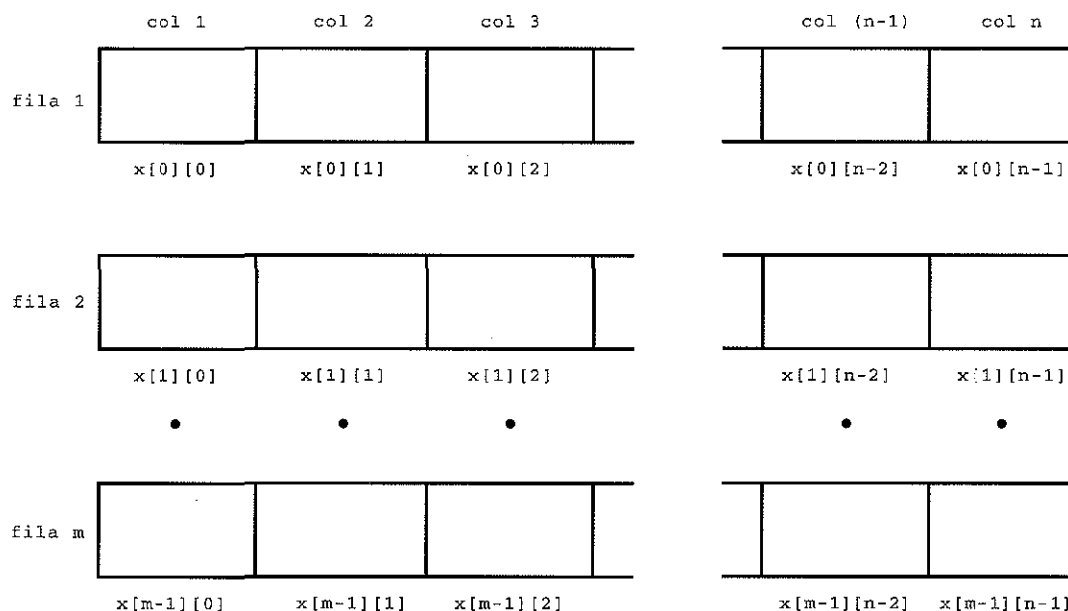 col 1 col 2 col 3 col (n-1) col n
fila 1
x[0][0] x[0][1] x[0][2] x[0][n-2] x[0][n-1]
fila 2
x[1][0] x[1][1] x[1][2] x[1][n-2] x[1][n-1]
fila m
x[m-1][0] x[m-1][1] x[m-1][2] x[m-1][n-2] x[m-1][n-1]